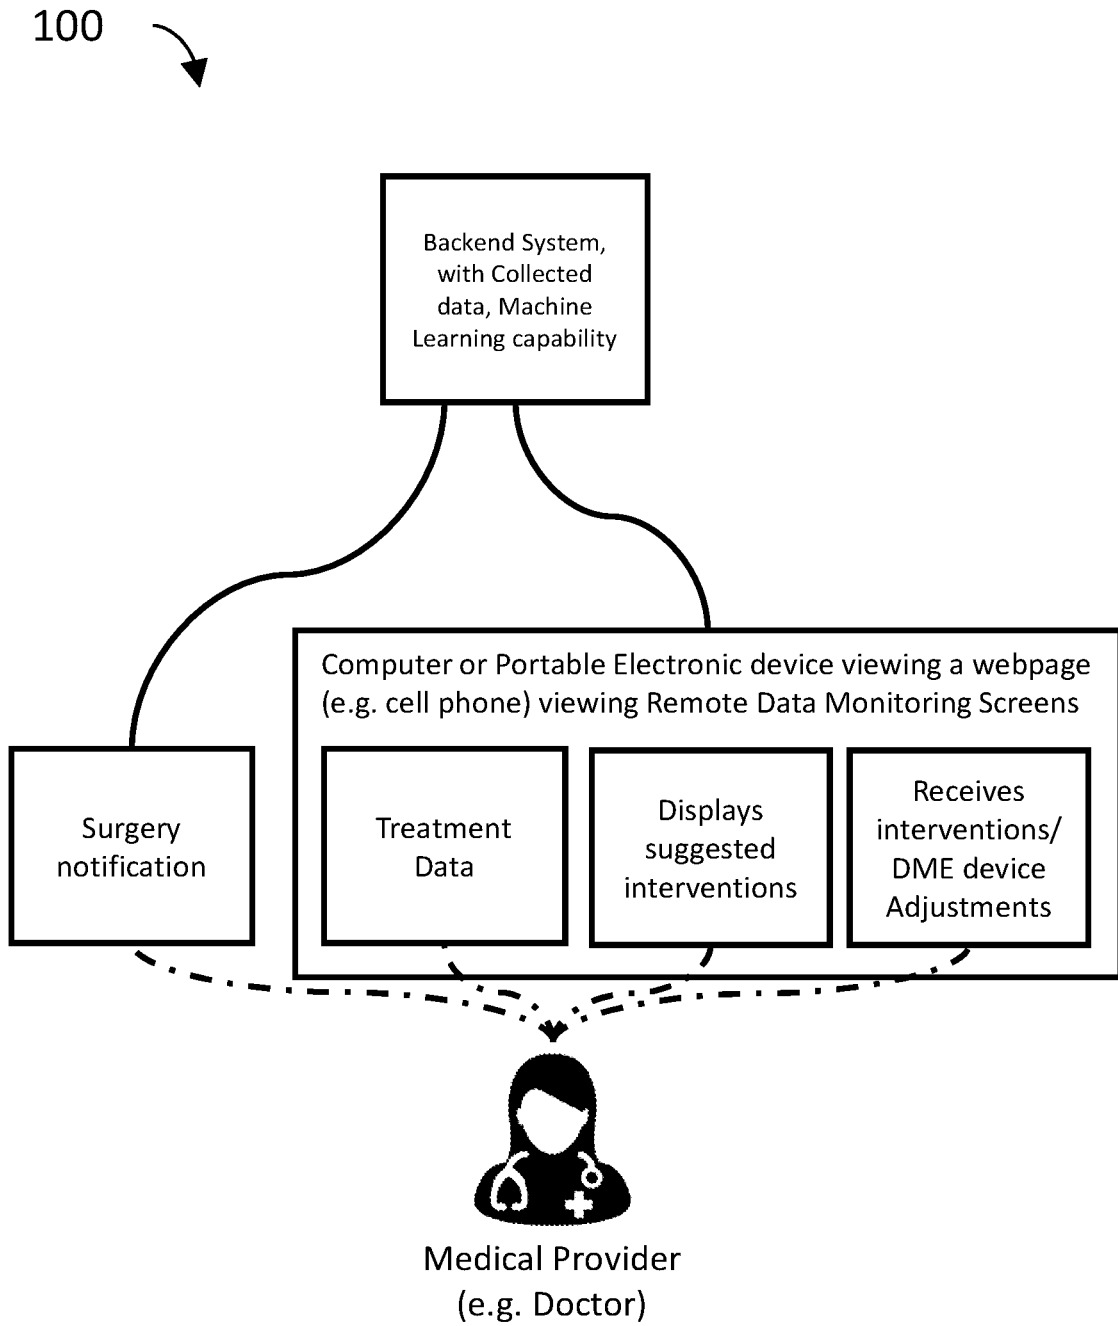 100
Backend System,
with Collected
data, Machine
Learning capability
Computer or Portable Electronic device viewing a webpage
(e.g. cell phone) viewing Remote Data Monitoring Screens
Surgery
notification
Treatment
Data
Displays
suggested
interventions
Receives
interventions/
DME device
Adjustments
Medical Provider
(e.g. Doctor)